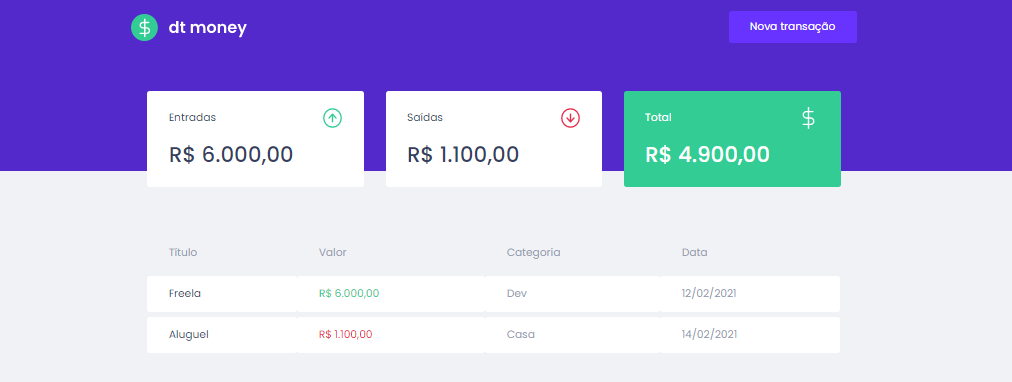 dt money
Nova transação
Entradas
R$ 6.000,00
Saídas
R$ 1.100,00
Total
R$ 4.900,00
Título Valor Categoria Data
Freela R$ 6.000,00 Dev 12/02/2021
Aluguel R$ 1.100,00 Casa 14/02/2021